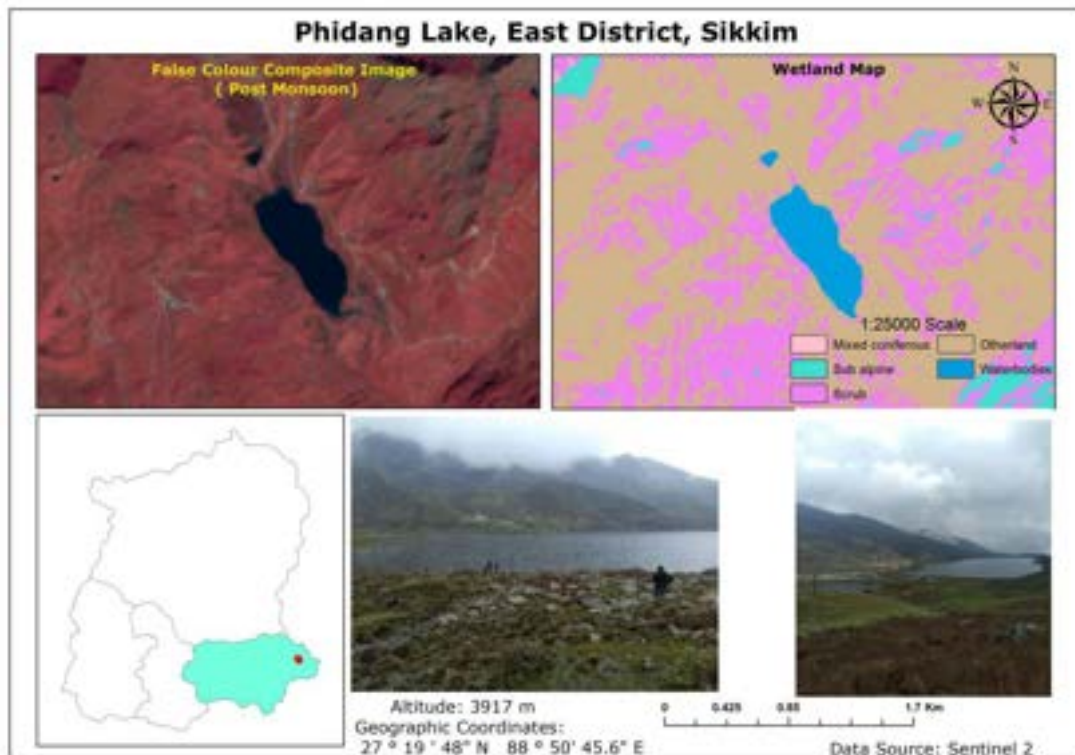 Phidang Lake, East District, Sikkim
False Colour Composite Image
( Post Monsoon)
Wetland Map
N
W E
S
1:25000 Scale
Mixed coniferous
Otherland
Sub alpine
Waterbodies
Scrub
Altitude: 3917 m
Geographic Coordinates:
27 ° 19 ' 48" N 88 ° 50' 45.6" E
0 0.425 0.85 1.7 Km
Data Source: Sentinel 2